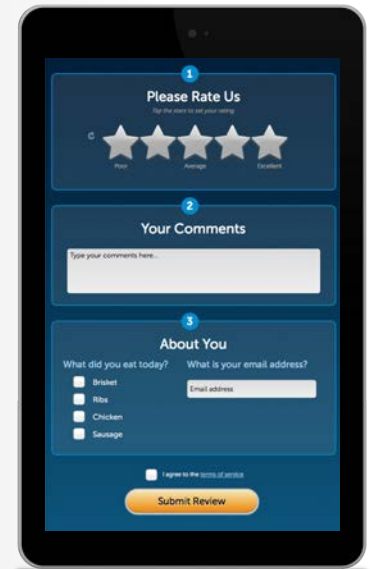 1
Please Rate Us
Tap the stars to set your rating
Poor Average Excellent
2
Your Comments
Type your comments here...
3
About You
What did you eat today? What is your email address?
Brisket Email address
Ribs
Chicken
Sausage
I agree to the terms of service
Submit Review